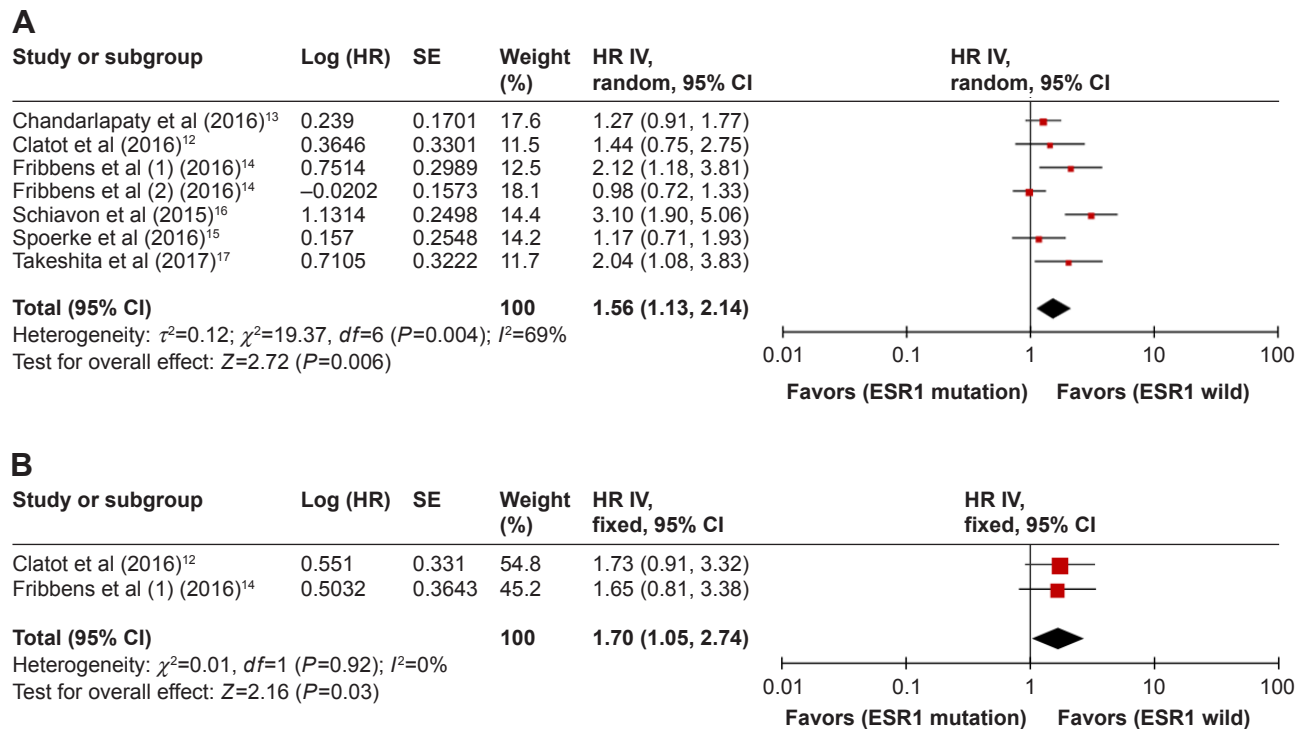 A
Study or subgroup Log (HR) SE Weight (%) HR IV, random, 95% CI HR IV, random, 95% CI
Chandarlapaty et al (2016)¹³ 0.239 0.1701 17.6 1.27 (0.91, 1.77)
Clatot et al (2016)¹² 0.3646 0.3301 11.5 1.44 (0.75, 2.75)
Fribbens et al (1) (2016)¹⁴ 0.7514 0.2989 12.5 2.12 (1.18, 3.81)
Fribbens et al (2) (2016)¹⁴ –0.0202 0.1573 18.1 0.98 (0.72, 1.33)
Schiavon et al (2015)¹⁶ 1.1314 0.2498 14.4 3.10 (1.90, 5.06)
Spoerke et al (2016)¹⁵ 0.157 0.2548 14.2 1.17 (0.71, 1.93)
Takeshita et al (2017)¹⁷ 0.7105 0.3222 11.7 2.04 (1.08, 3.83)
Total (95% CI) 100 1.56 (1.13, 2.14)
Heterogeneity: τ²=0.12; χ²=19.37, df=6 (P=0.004); I²=69%
Test for overall effect: Z=2.72 (P=0.006)
0.01 0.1 1 10 100
Favors (ESR1 mutation) Favors (ESR1 wild)
B
Study or subgroup Log (HR) SE Weight (%) HR IV, fixed, 95% CI HR IV, fixed, 95% CI
Clatot et al (2016)¹² 0.551 0.331 54.8 1.73 (0.91, 3.32)
Fribbens et al (1) (2016)¹⁴ 0.5032 0.3643 45.2 1.65 (0.81, 3.38)
Total (95% CI) 100 1.70 (1.05, 2.74)
Heterogeneity: χ²=0.01, df=1 (P=0.92); I²=0%
Test for overall effect: Z=2.16 (P=0.03)
0.01 0.1 1 10 100
Favors (ESR1 mutation) Favors (ESR1 wild)